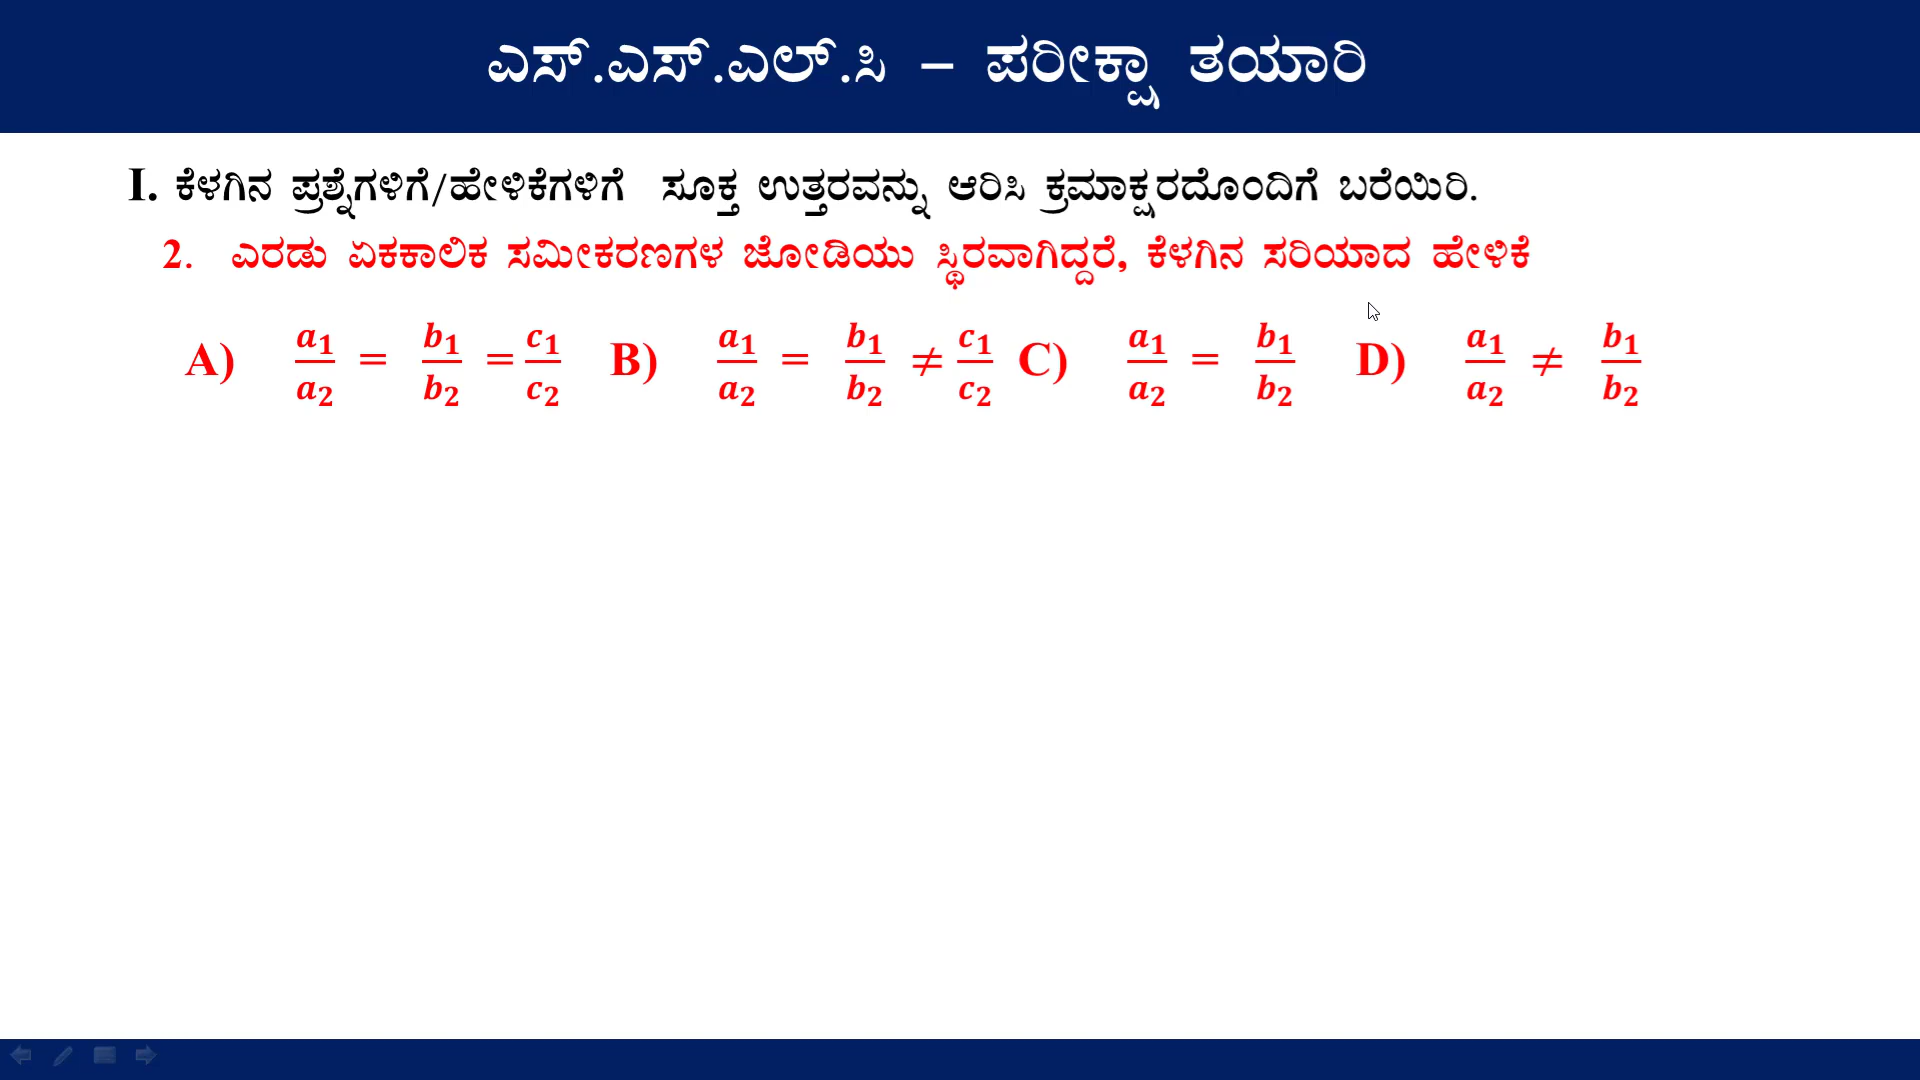 ಎಸ್.ಎಸ್.ಎಲ್.ಸಿ – ಪರೀಕ್ಷಾ ತಯಾರಿ
I. ಕೆಳಗಿನ ಪ್ರಶ್ನೆಗಳಿಗೆ/ಹೇಳಿಕೆಗಳಿಗೆ ಸೂಕ್ತ ಉತ್ತರವನ್ನು ಆರಿಸಿ ಕ್ರಮಾಕ್ಷರದೊಂದಿಗೆ ಬರೆಯಿರಿ.
2. ಎರಡು ಏಕಕಾಲಿಕ ಸಮೀಕರಣಗಳ ಜೋಡಿಯು ಸ್ಥಿರವಾಗಿದ್ದರೆ, ಕೆಳಗಿನ ಸರಿಯಾದ ಹೇಳಿಕೆ
A) a₁/a₂ = b₁/b₂ = c₁/c₂ B) a₁/a₂ = b₁/b₂ ≠ c₁/c₂ C) a₁/a₂ = b₁/b₂ D) a₁/a₂ ≠ b₁/b₂